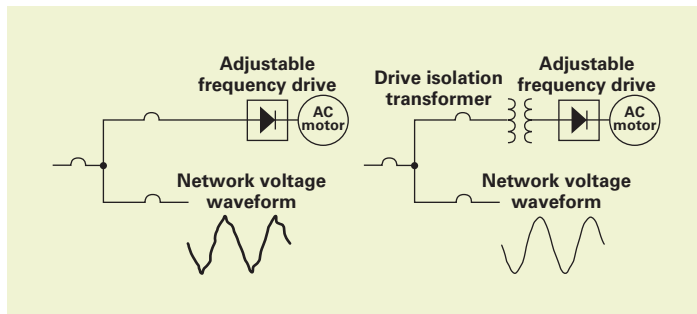 Adjustable
frequency drive
AC
motor
Network voltage
waveform
Drive isolation
transformer
Adjustable
frequency drive
AC
motor
Network voltage
waveform